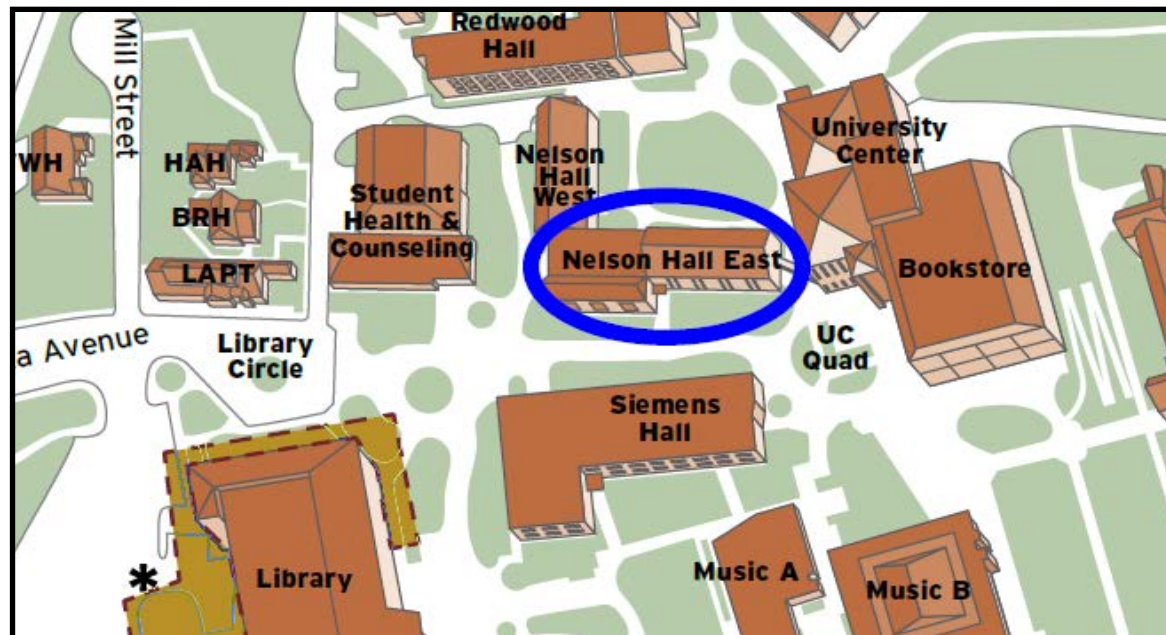 Redwood
Hall
Mill Street
University
Center
WH
HAH
Nelson
Hall
West
Student
Health &
Counseling
BRH
LAPT
Nelson Hall East
Bookstore
a Avenue
Library
Circle
UC
Quad
Siemens
Hall
*
Library
Music A
Music B